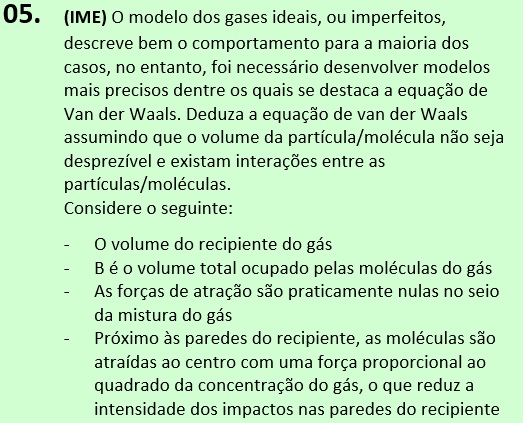 05. (IME) O modelo dos gases ideais, ou imperfeitos,
descreve bem o comportamento para a maioria dos
casos, no entanto, foi necessário desenvolver modelos
mais precisos dentre os quais se destaca a equação de
Van der Waals. Deduza a equação de van der Waals
assumindo que o volume da partícula/molécula não seja
desprezível e existam interações entre as
partículas/moléculas.
Considere o seguinte:
- O volume do recipiente do gás
- B é o volume total ocupado pelas moléculas do gás
- As forças de atração são praticamente nulas no seio
da mistura do gás
- Próximo às paredes do recipiente, as moléculas são
atraídas ao centro com uma força proporcional ao
quadrado da concentração do gás, o que reduz a
intensidade dos impactos nas paredes do recipiente